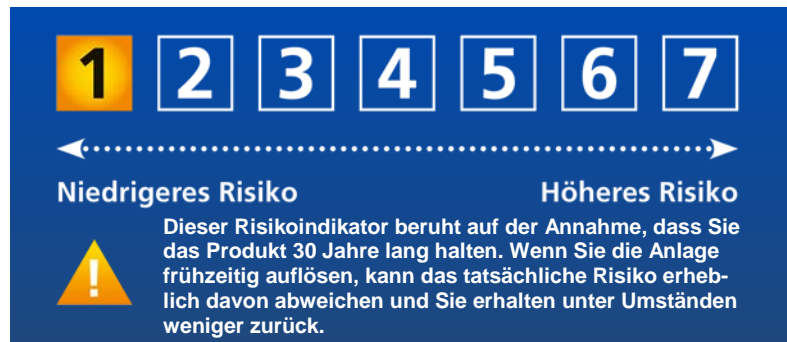 1 2 3 4 5 6 7
Niedrigeres Risiko Höheres Risiko
Dieser Risikoindikator beruht auf der Annahme, dass Sie
das Produkt 30 Jahre lang halten. Wenn Sie die Anlage
frühzeitig auflösen, kann das tatsächliche Risiko erheb-
lich davon abweichen und Sie erhalten unter Umständen
weniger zurück.